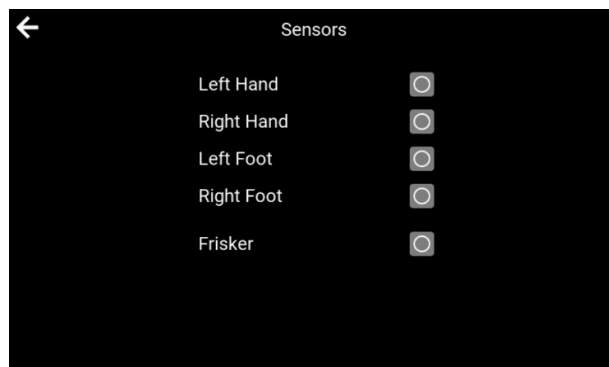 Sensors
Left Hand
Right Hand
Left Foot
Right Foot
Frisker